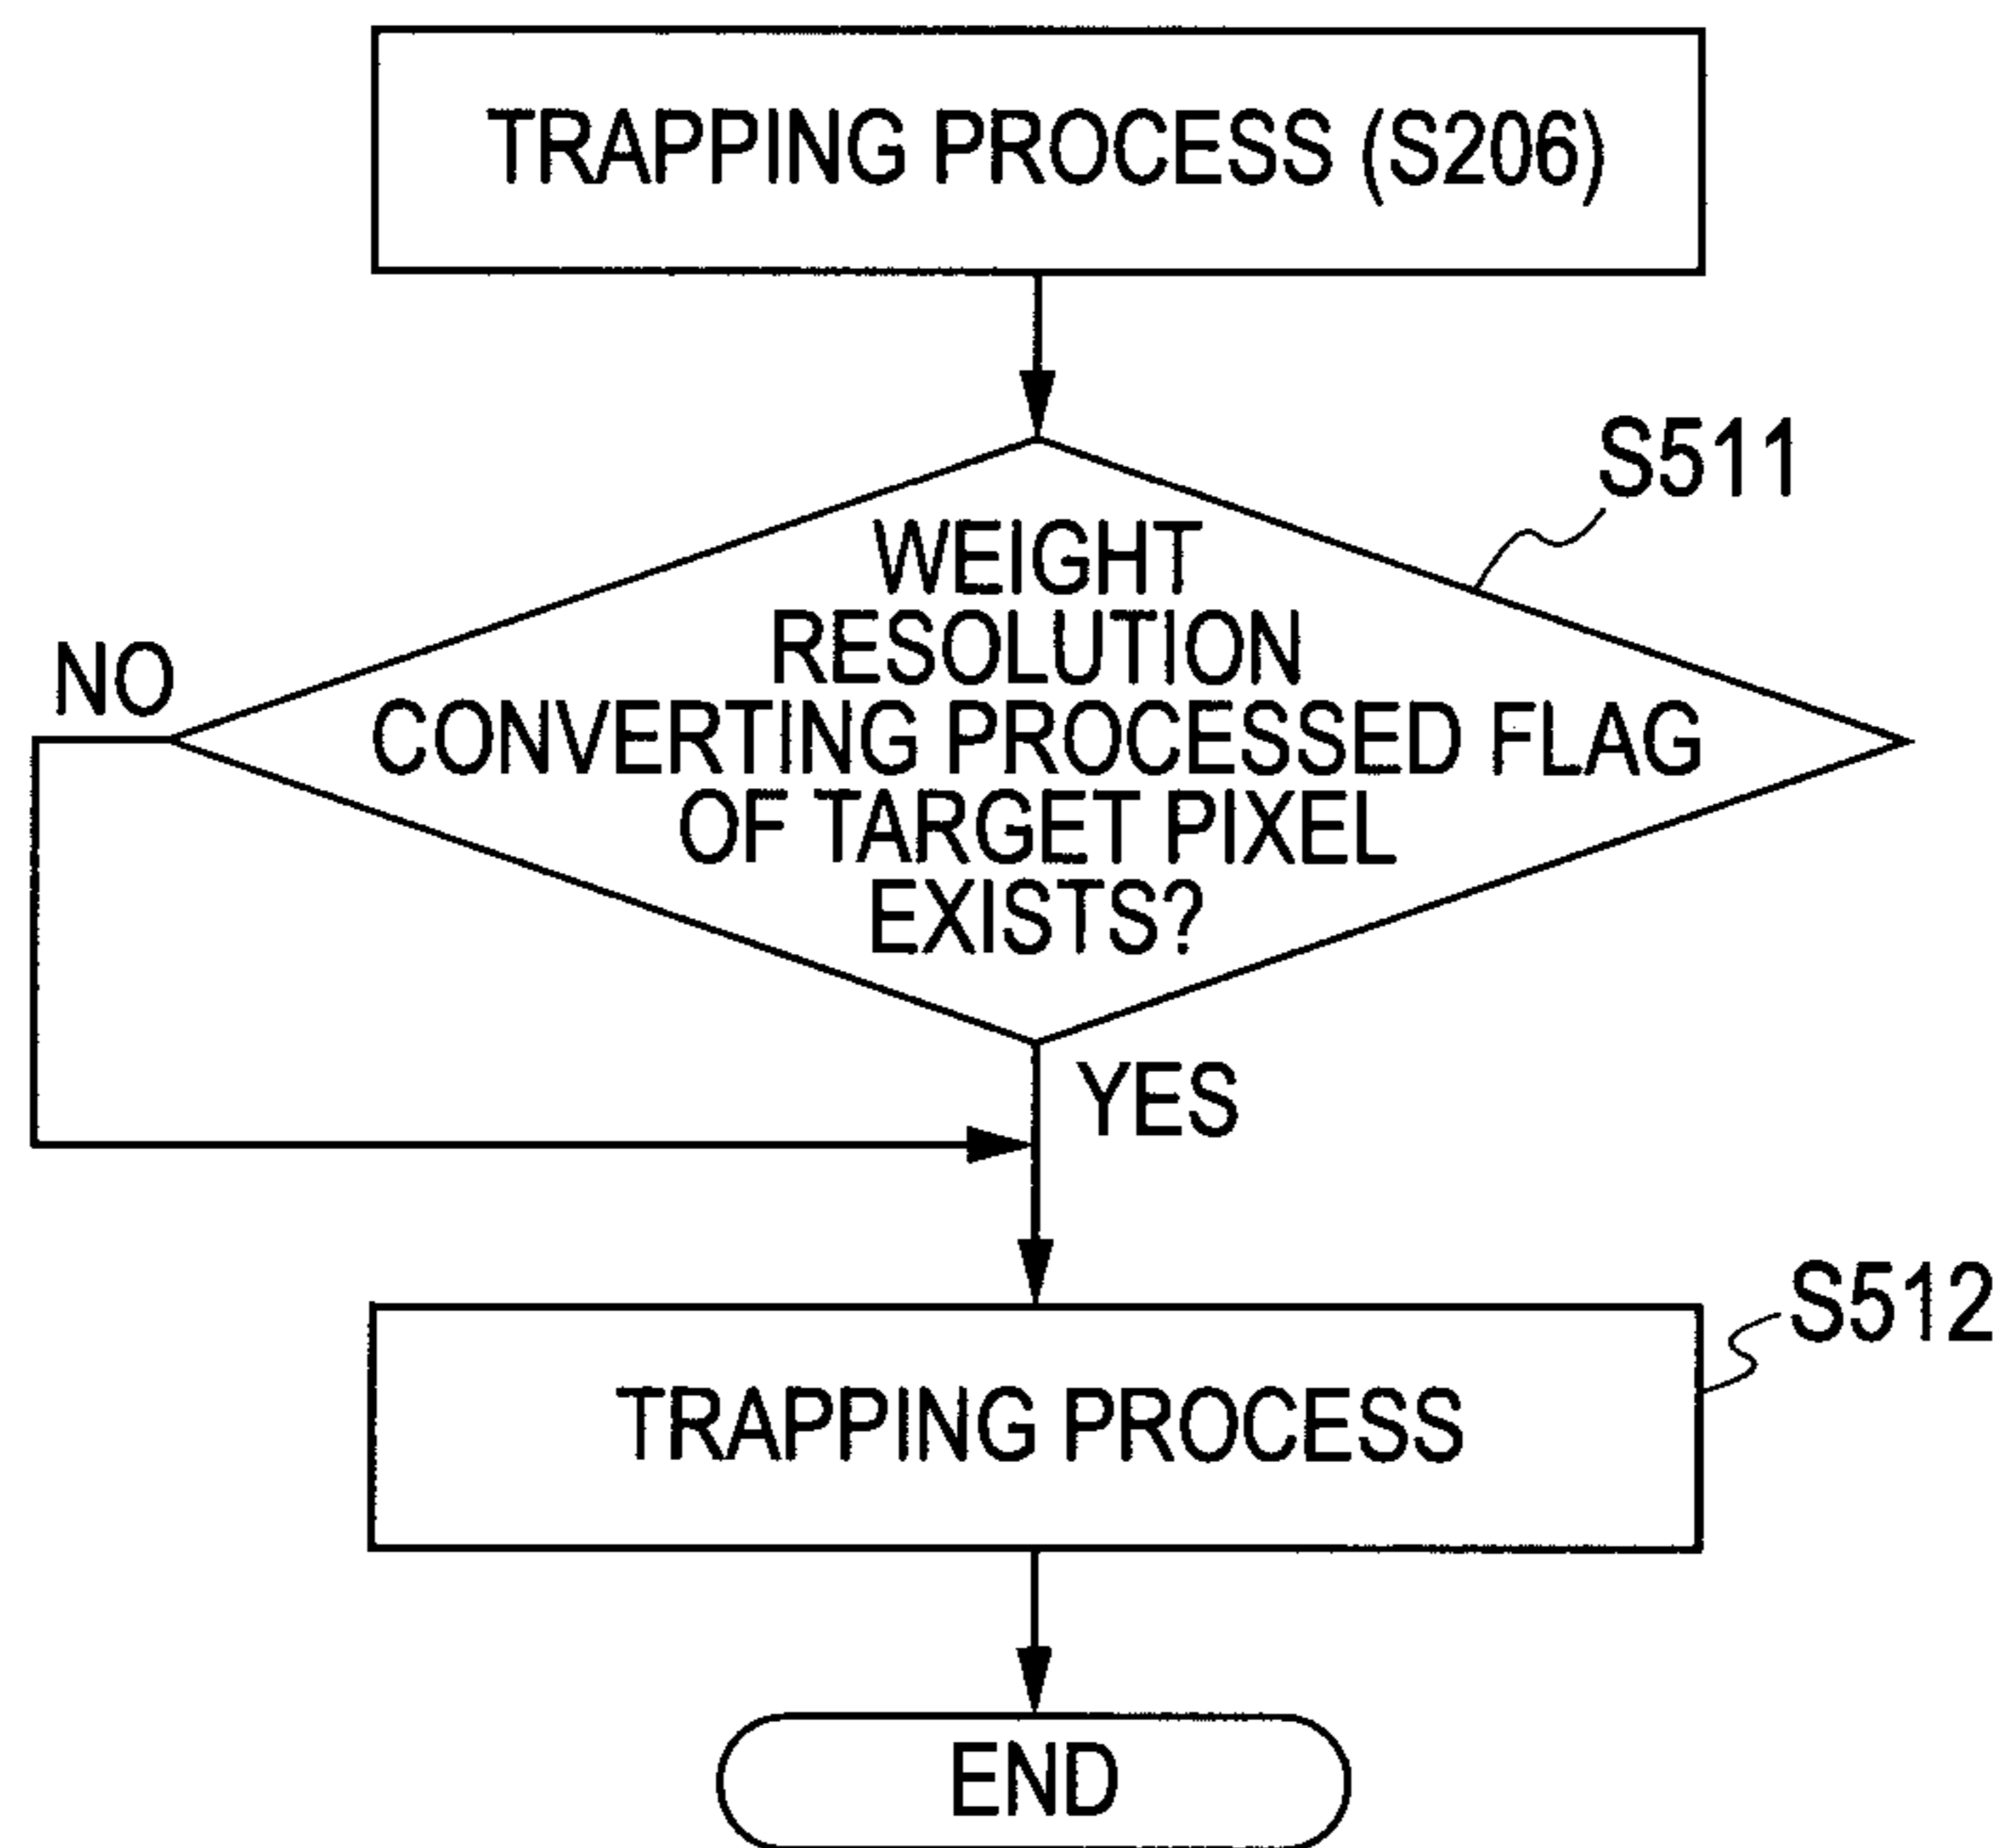 TRAPPING PROCESS (S206)
S511
WEIGHT
RESOLUTION
CONVERTING PROCESSED FLAG
OF TARGET PIXEL
EXISTS?
NO
YES
S512
TRAPPING PROCESS
END